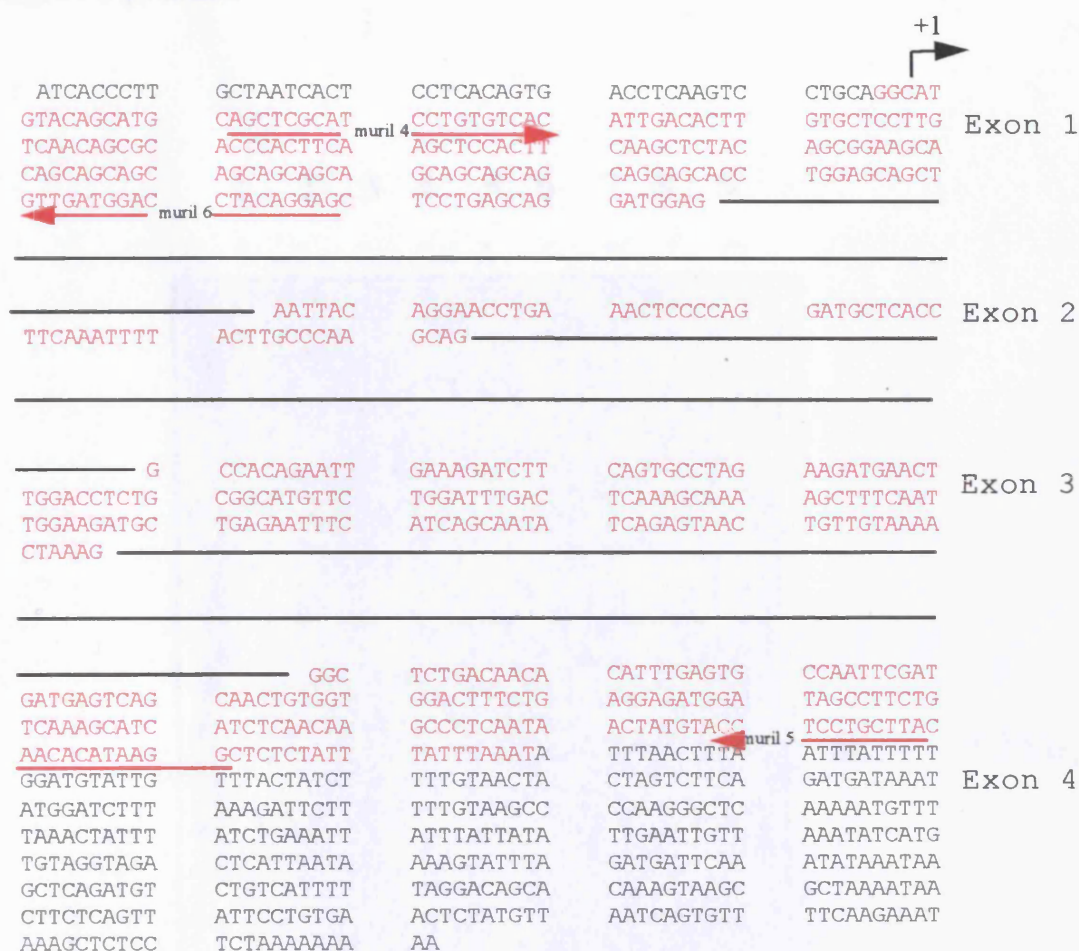 +1
ATCACCCTT GCTAATCACT CCTCACAGTG ACCTCAAGTC CTGCAGGCAT
GTACAGCATG CAGCTCGCAT CCTGTGTCAC ATTGACACTT GTGCTCCTTG Exon 1
muril 4
TCAACAGCGC ACCCACTTCA AGCTCCACTT CAAGCTCTAC AGCGGAAGCA
CAGCAGCAGC AGCAGCAGCA GCAGCAGCAG CAGCAGCACC TGGAGCAGCT
GTTGATGGAC CTACAGGAGC TCCTGAGCAG GATGGAG
muril 6
AATTAC AGGAACCTGA AACTCCCCAG GATGCTCACC Exon 2
TTCAAATTTT ACTTGCCCAA GCAG
G CCACAGAATT GAAAGATCTT CAGTGCCTAG AAGATGAACT
TGGACCTCTG CGGCATGTTC TGGATTTGAC TCAAAGCAAA AGCTTTCAAT Exon 3
TGGAAGATGC TGAGAATTTC ATCAGCAATA TCAGAGTAAC TGTTGTAAAA
CTAAAG
GGC TCTGACAACA CATTTGAGTG CCAATTCGAT
GATGAGTCAG CAACTGTGGT GGACTTTCTG AGGAGATGGA TAGCCTTCTG
TCAAAGCATC ATCTCAACAA GCCCTCAATA ACTATGTACC TCCTGCTTAC
muril 5
AACACATAAG GCTCTCTATT TATTTAAATA TTTAACTTTA ATTTATTTTT
GGATGTATTG TTTACTATCT TTTGTAACTA CTAGTCTTCA GATGATAAAT Exon 4
ATGGATCTTT AAAGATTCTT TTTGTAAGCC CCAAGGGCTC AAAAATGTTT
TAAACTATTT ATCTGAAATT ATTTATTATA TTGAATTGTT AAATATCATG
TGTAGGTAGA CTCATTAATA AAAGTATTTA GATGATTCAA ATATAAATAA
GCTCAGATGT CTGTCATTTT TAGGACAGCA CAAAGTAAGC GCTAAAATAA
CTTCTCAGTT ATTCCTGTGA ACTCTATGTT AATCAGTGTT TTCAAGAAAT
AAAGCTCTCC TCTAAAAAAA AA